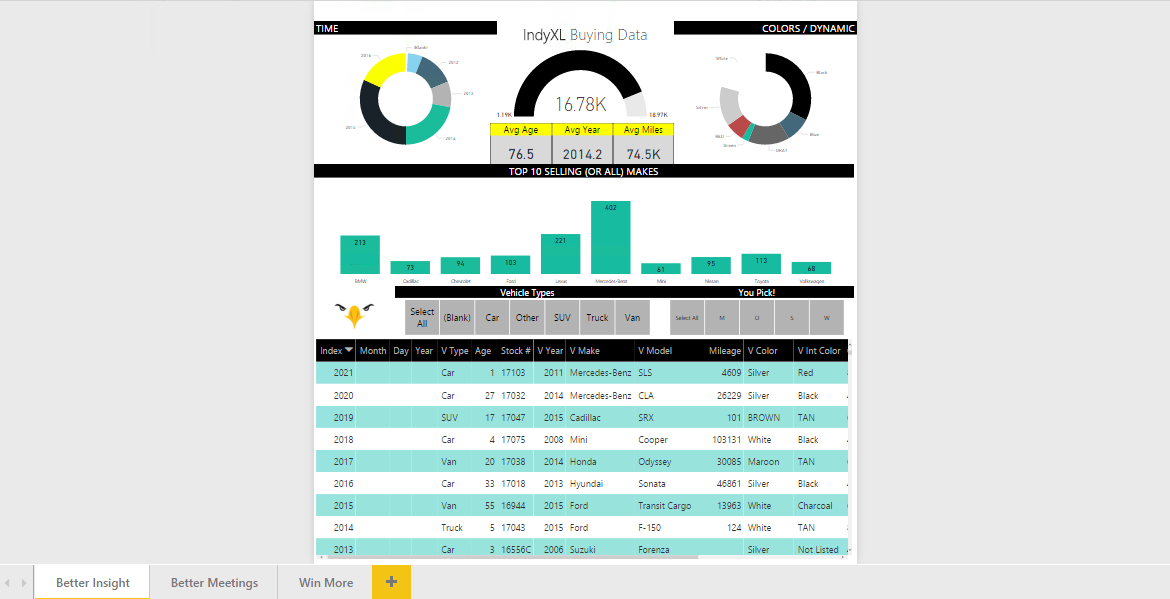 TIME
IndyXL Buying Data
COLORS / DYNAMIC
(Blank)
2016
2012
2013
2015
2014
16.78K
1.19K
18.97K
White
Black
Silver
RED
Green
GRAY
Blue
Avg Age Avg Year Avg Miles
76.5 2014.2 74.5K
TOP 10 SELLING (OR ALL) MAKES
213 73 94 103 221 402 61 95 113 68
BMW Cadillac Chevrolet Ford Lexus Mercedes-Benz Mini Nissan Toyota Volkswagen
Vehicle Types You Pick!
Select All (Blank) Car Other SUV Truck Van Select All M O S W
Index Month Day Year V Type Age Stock # V Year V Make V Model Mileage V Color V Int Color
2021 Car 1 17103 2011 Mercedes-Benz SLS 4609 Silver Red
2020 Car 27 17032 2014 Mercedes-Benz CLA 26229 Silver Black
2019 SUV 17 17047 2015 Cadillac SRX 101 BROWN TAN
2018 Car 4 17075 2008 Mini Cooper 103131 White Black
2017 Van 20 17038 2014 Honda Odyssey 30085 Maroon TAN
2016 Car 33 17018 2013 Hyundai Sonata 46861 Silver Black
2015 Van 55 16944 2015 Ford Transit Cargo 13963 White Charcoal
2014 Truck 5 17043 2015 Ford F-150 124 White TAN
2013 Car 3 16556C 2006 Suzuki Forenza Silver Not Listed
Better Insight Better Meetings Win More +